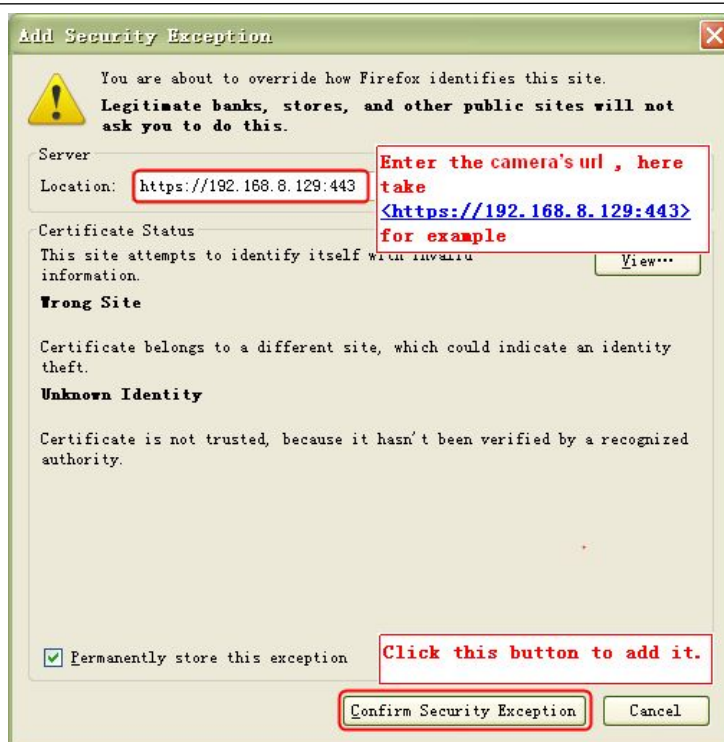 Add Security Exception
You are about to override how Firefox identifies this site.
Legitimate banks, stores, and other public sites will not
ask you to do this.
Server
Location: https://192.168.8.129:443
Enter the camera's url , here
take
<https://192.168.8.129:443>
for example
Certificate Status
This site attempts to identify itself with invalid
information.
View...
Wrong Site
Certificate belongs to a different site, which could indicate an identity
theft.
Unknown Identity
Certificate is not trusted, because it hasn't been verified by a recognized
authority.
Permanently store this exception
Click this button to add it.
Confirm Security Exception
Cancel